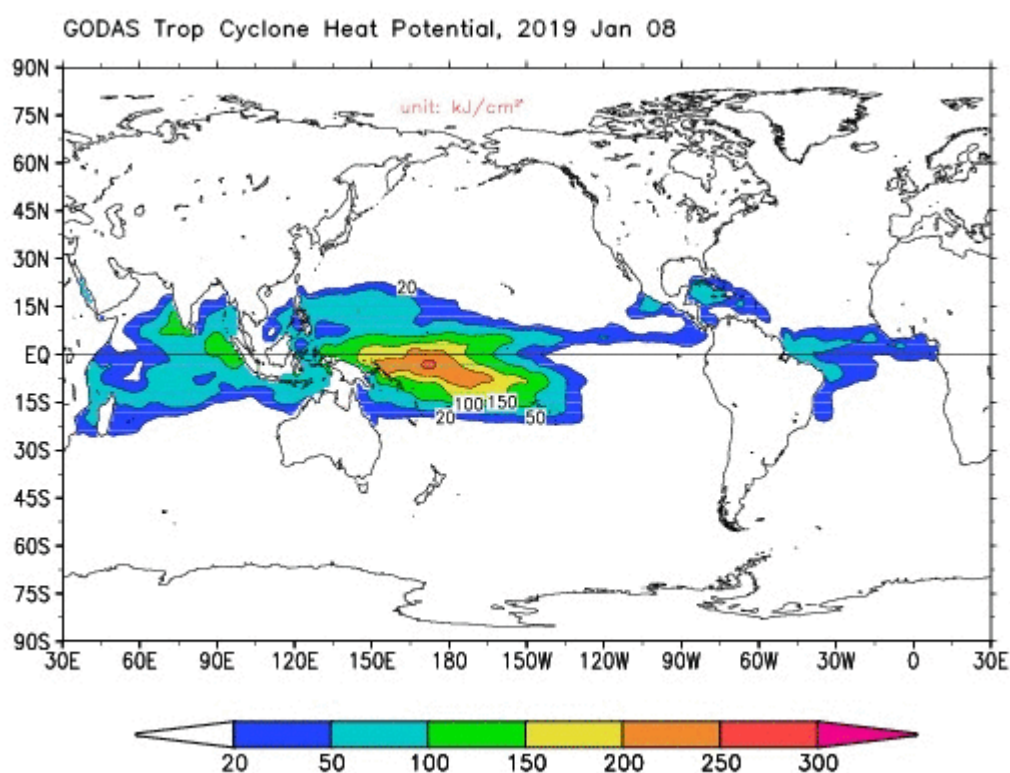 GODAS Trop Cyclone Heat Potential, 2019 Jan 08
90N
unit: kJ/cm²
75N
60N
45N
30N
20
15N
EQ
15S
100 150
20 50
30S
45S
60S
75S
90S
30E 60E 90E 120E 150E 180 150W 120W 90W 60W 30W 0 30E
20 50 100 150 200 250 300